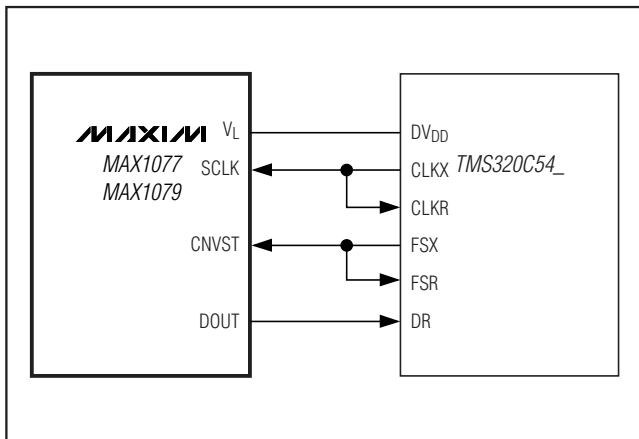 MAXIM
MAX1077
MAX1079
VL
SCLK
CNVST
DOUT
DVDD
CLKX
CLKR
FSX
FSR
DR
TMS320C54_